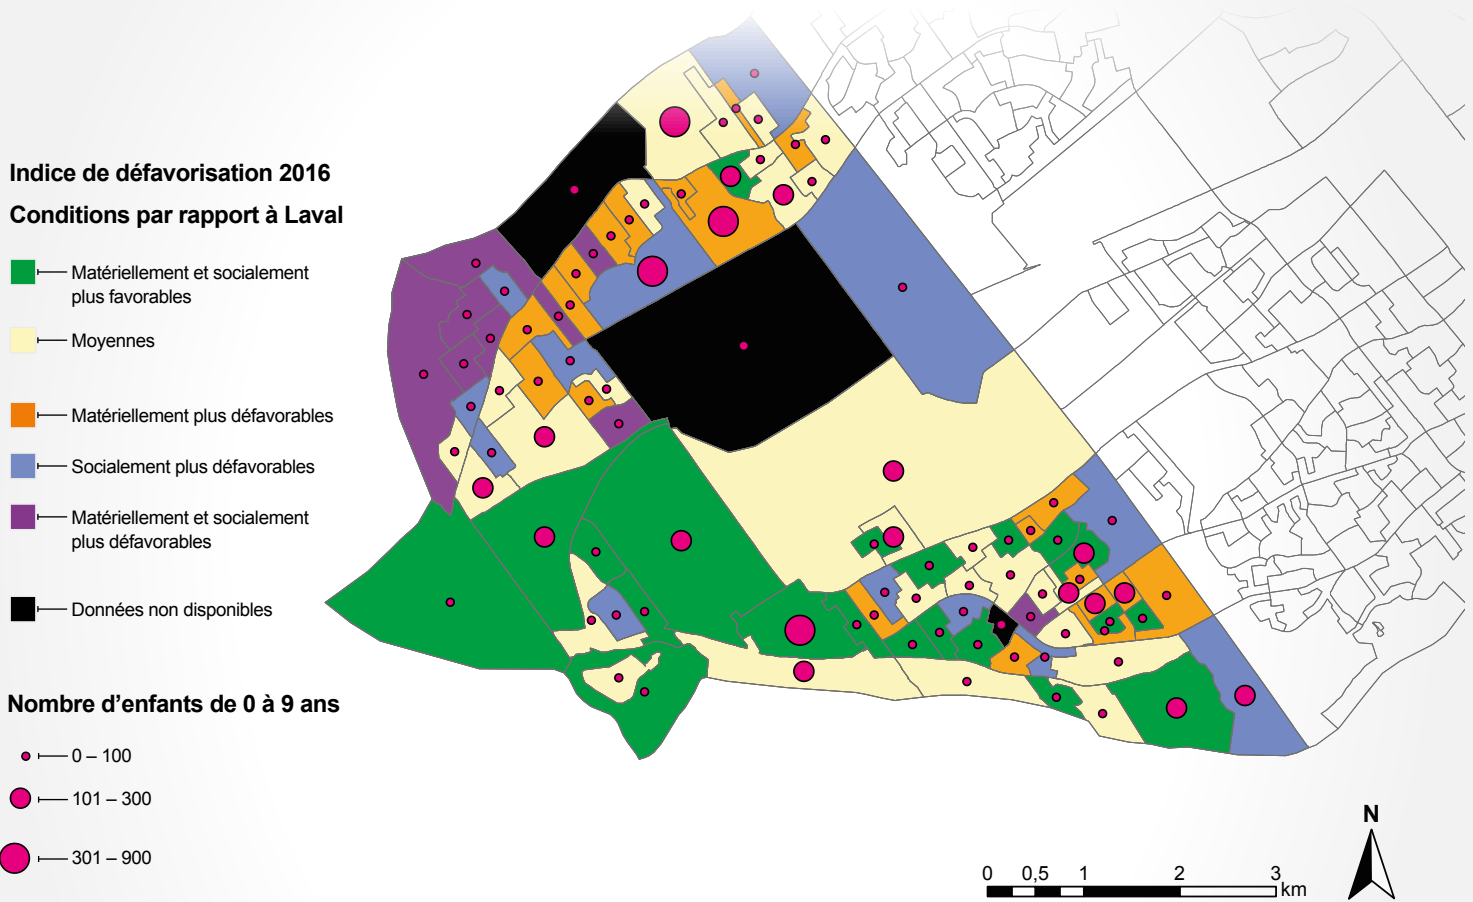 Indice de défavorisation 2016
Conditions par rapport à Laval
Matériellement et socialement
plus favorables
Moyennes
Matériellement plus défavorables
Socialement plus défavorables
Matériellement et socialement
plus défavorables
Données non disponibles
Nombre d’enfants de 0 à 9 ans
0 – 100
101 – 300
301 – 900
N
0 0,5 1 2 3
km